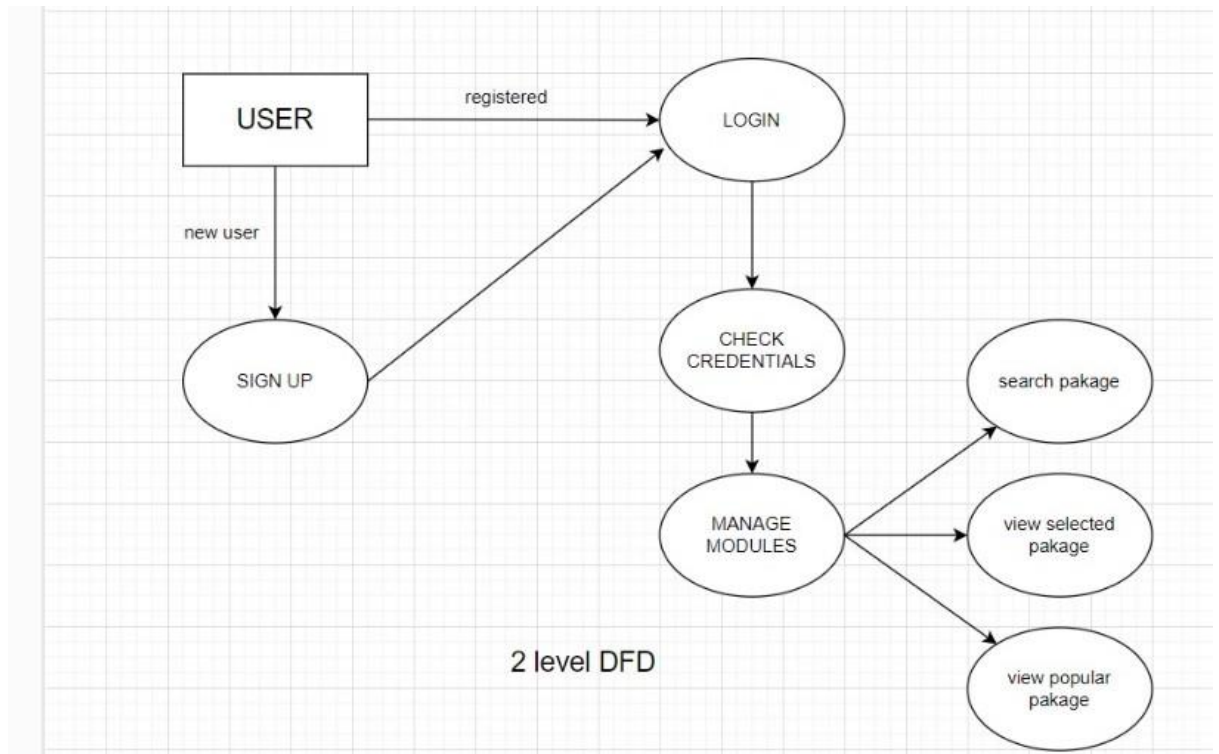 USER
registered
LOGIN
new user
SIGN UP
CHECK
CREDENTIALS
search pakage
MANAGE
MODULES
view selected
pakage
view popular
pakage
2 level DFD